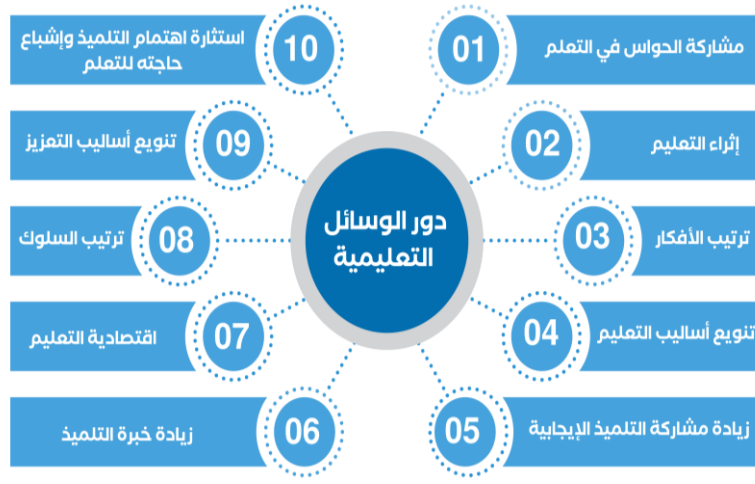 دور الوسائل
التعليمية
01
مشاركة الحواس في التعلم
02
إثراء التعليم
03
ترتيب الأفكار
04
تنويع أساليب التعليم
05
زيادة مشاركة التلميذ الإيجابية
06
زيادة خبرة التلميذ
07
اقتصادية التعليم
08
ترتيب السلوك
09
تنويع أساليب التعزيز
10
استثارة اهتمام التلميذ وإشباع
حاجته للتعلم